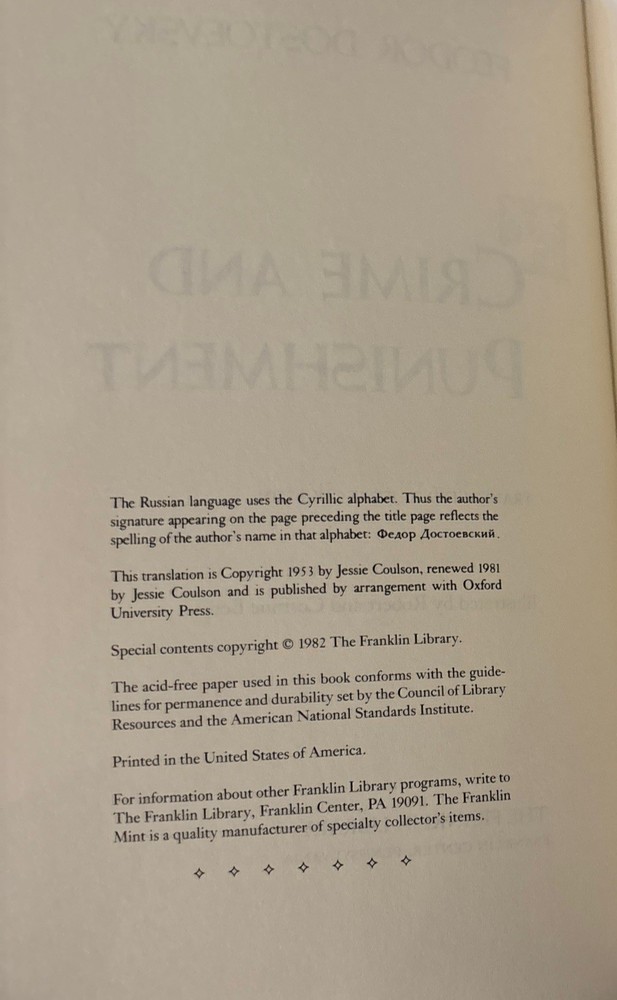 FEODOR DOSTOEVSKY
CRIME AND
PUNISHMENT
The Russian language uses the Cyrillic alphabet. Thus the author's
signature appearing on the page preceding the title page reflects the
spelling of the author's name in that alphabet: Федор Достоевский.
This translation is Copyright 1953 by Jessie Coulson, renewed 1981
by Jessie Coulson and is published by arrangement with Oxford
University Press.
Special contents copyright © 1982 The Franklin Library.
The acid-free paper used in this book conforms with the guide-
lines for permanence and durability set by the Council of Library
Resources and the American National Standards Institute.
Printed in the United States of America.
For information about other Franklin Library programs, write to
The Franklin Library, Franklin Center, PA 19091. The Franklin
Mint is a quality manufacturer of specialty collector's items.